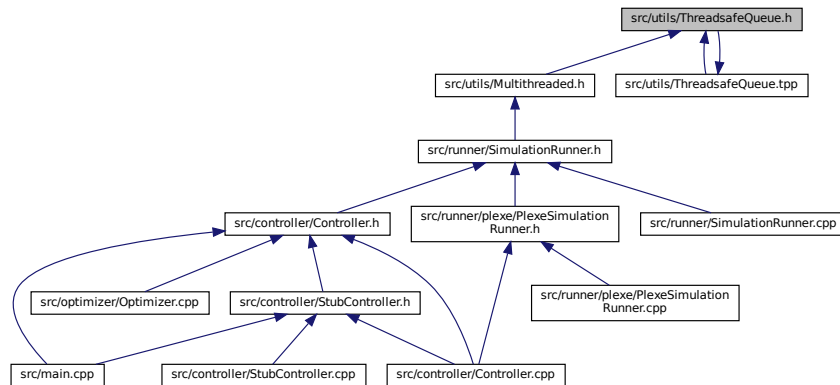 src/utils/ThreadsafeQueue.h
src/utils/Multithreaded.h
src/utils/ThreadsafeQueue.tpp
src/runner/SimulationRunner.h
src/controller/Controller.h
src/runner/plexe/PlexeSimulation
Runner.h
src/runner/SimulationRunner.cpp
src/optimizer/Optimizer.cpp
src/controller/StubController.h
src/runner/plexe/PlexeSimulation
Runner.cpp
src/main.cpp
src/controller/StubController.cpp
src/controller/Controller.cpp